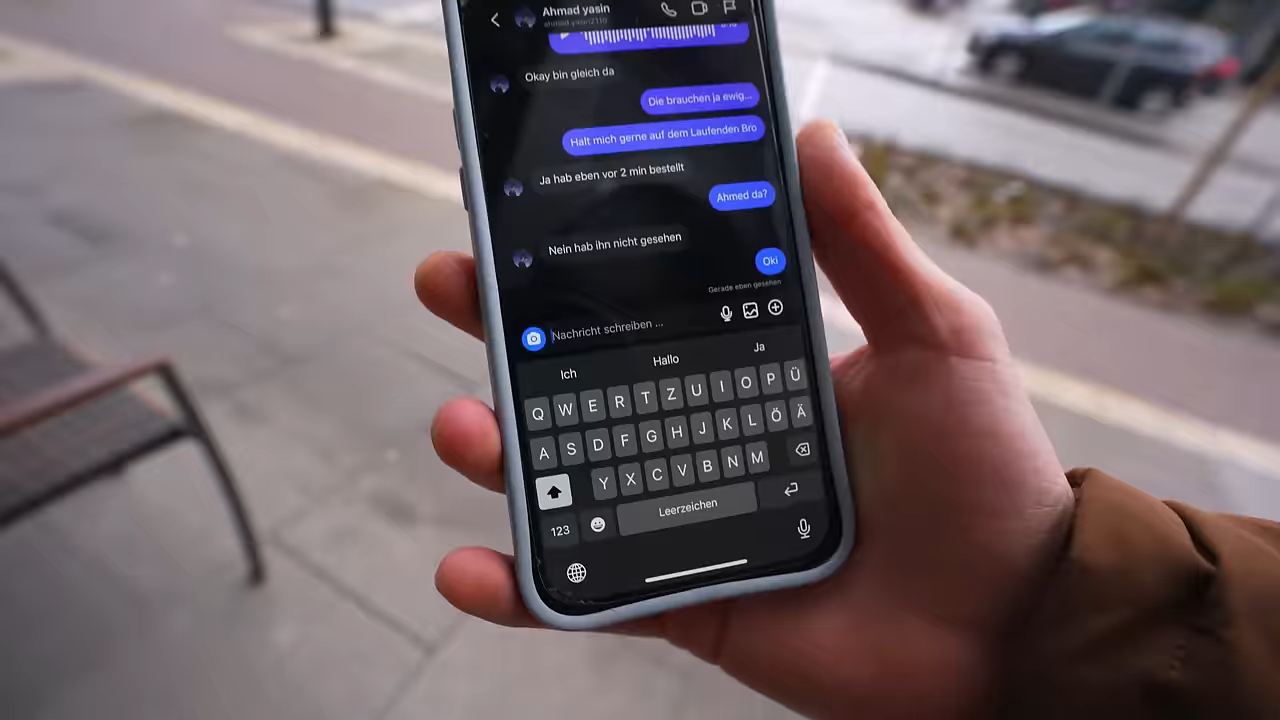 Ahmad yasin
Okay bin gleich da
Die brauchen ja ewig...
Halt mich gerne auf dem Laufenden Bro
Ja hab eben vor 2 min bestellt
Ahmed da?
Nein hab ihn nicht gesehen
Oki
Gerade eben gesehen
Nachricht schreiben ...
Ich Hallo Ja
Q W E R T Z U I O P Ü
A S D F G H J K L Ö Ä
Y X C V B N M
123 Leerzeichen